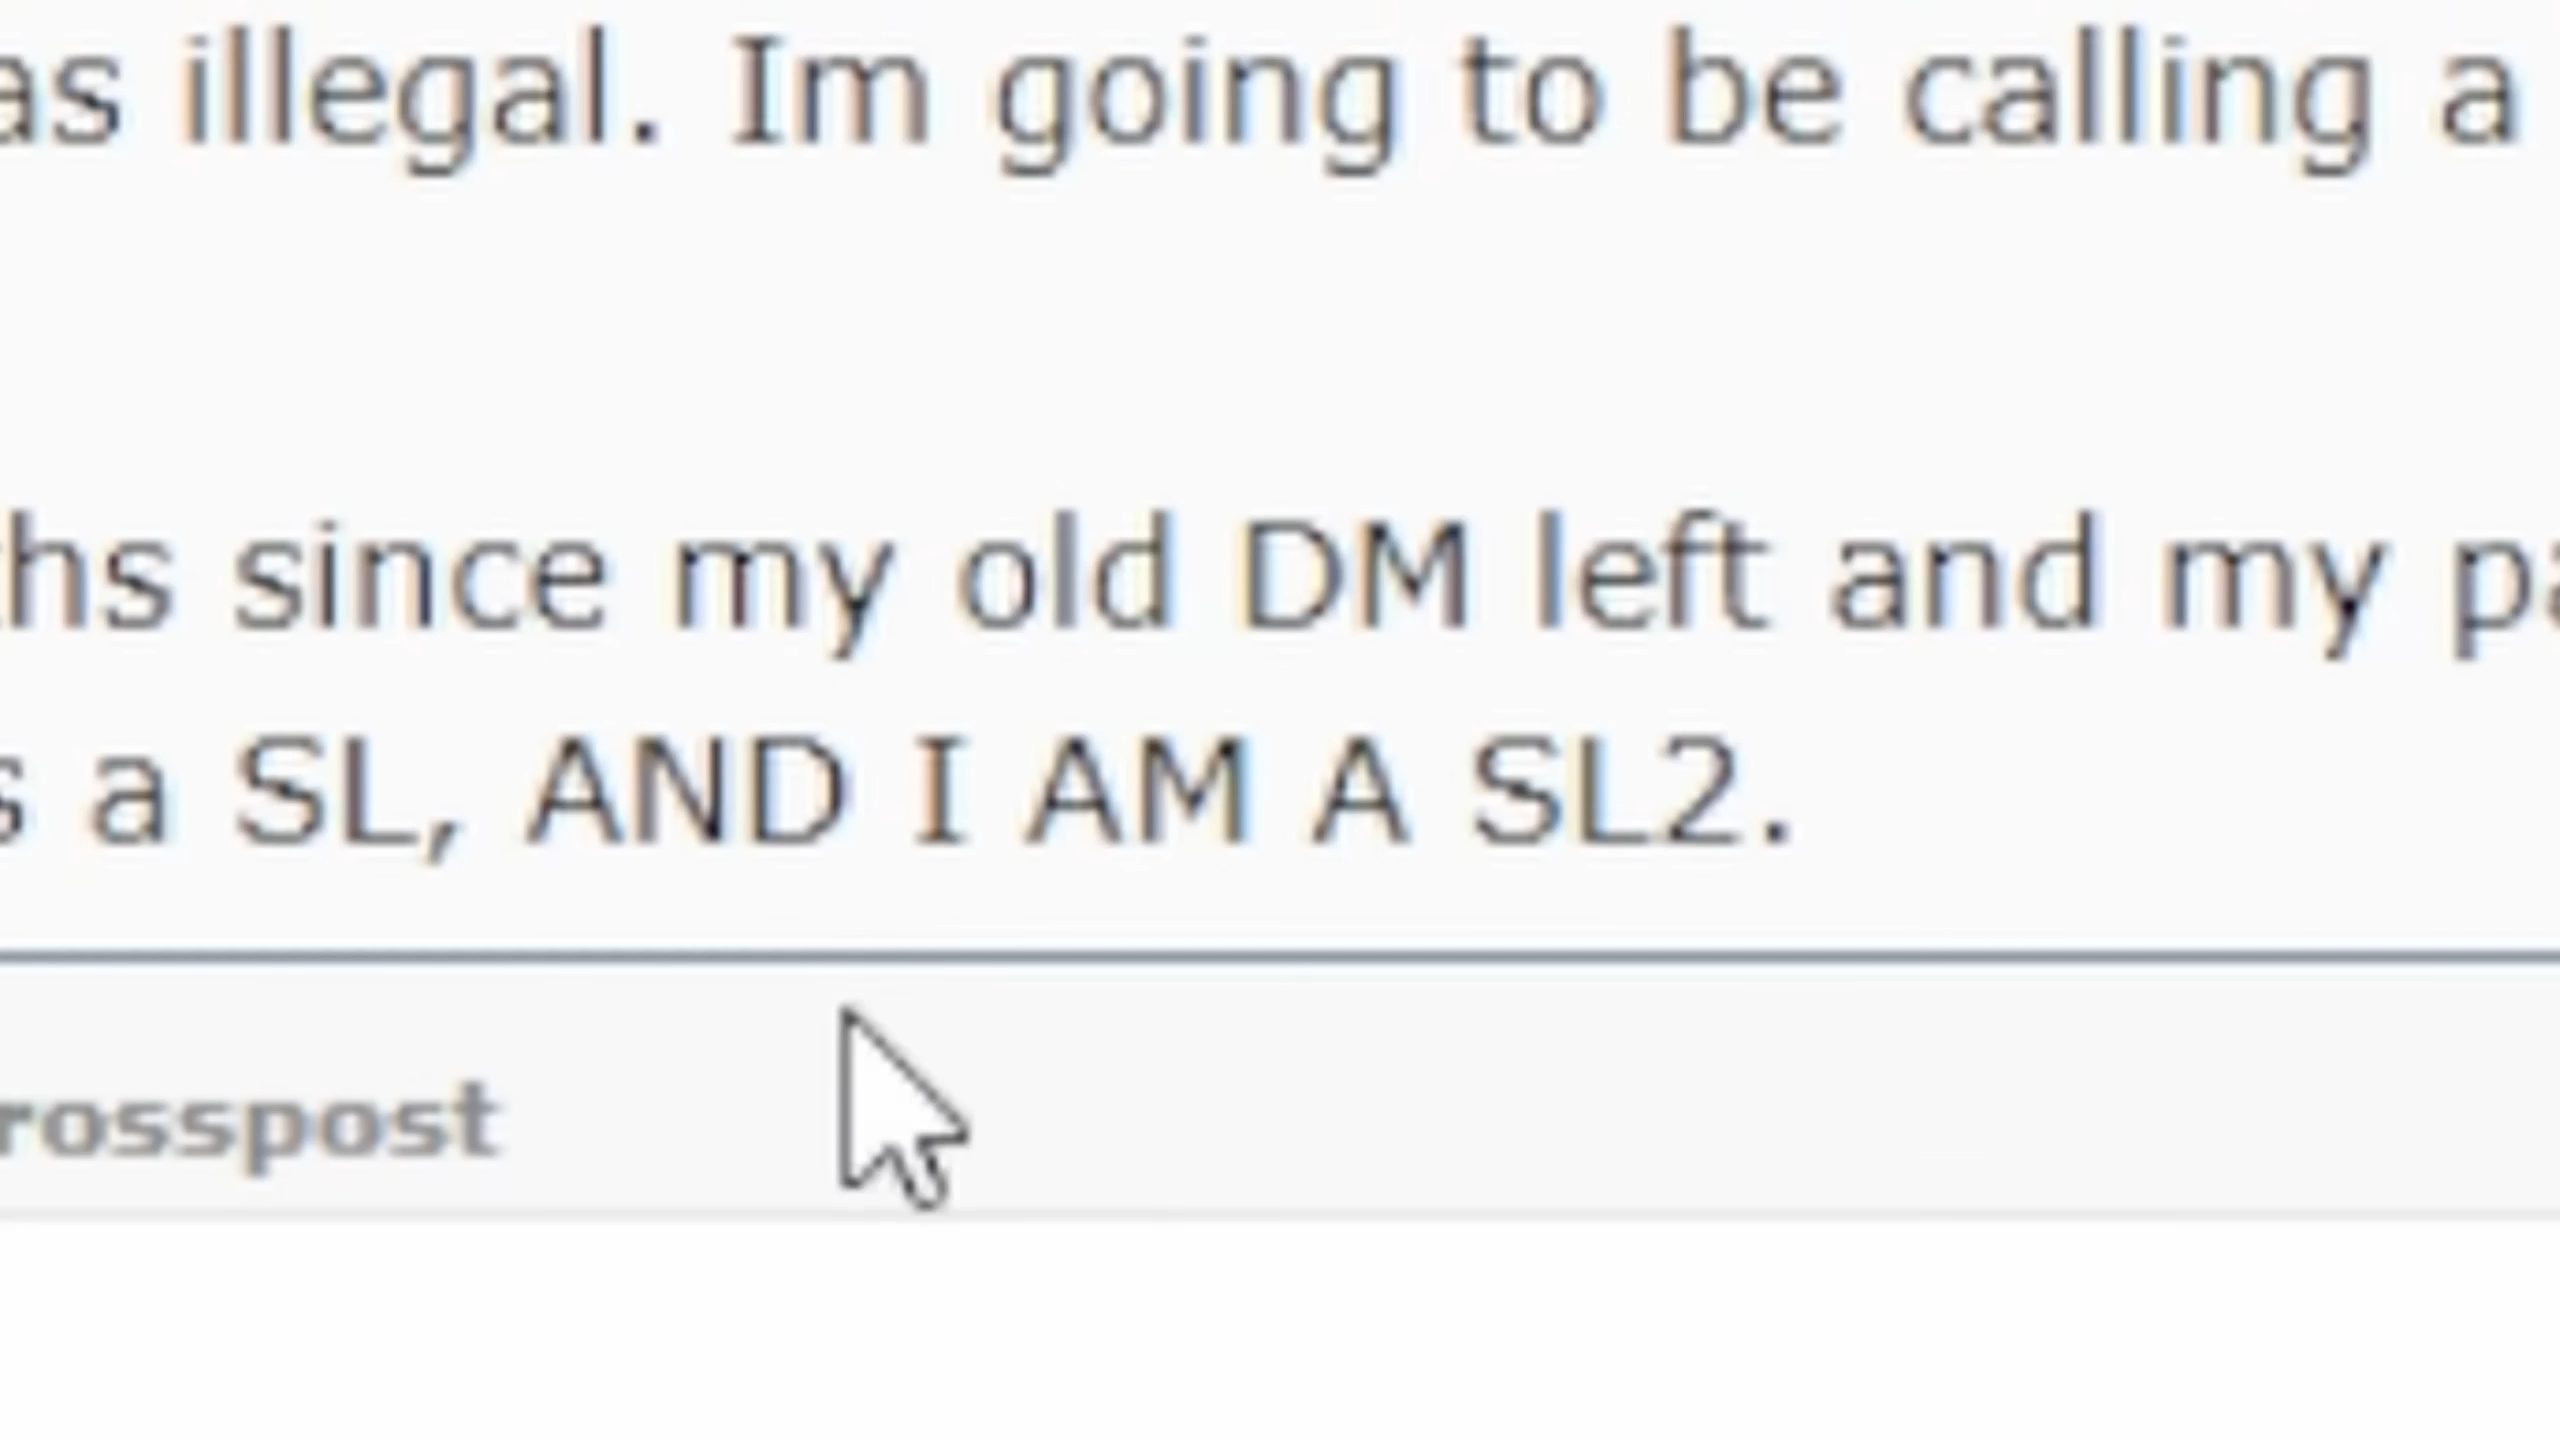 as illegal. Im going to be calling a
hs since my old DM left and my pa
s a SL, AND I AM A SL2.
rosspost